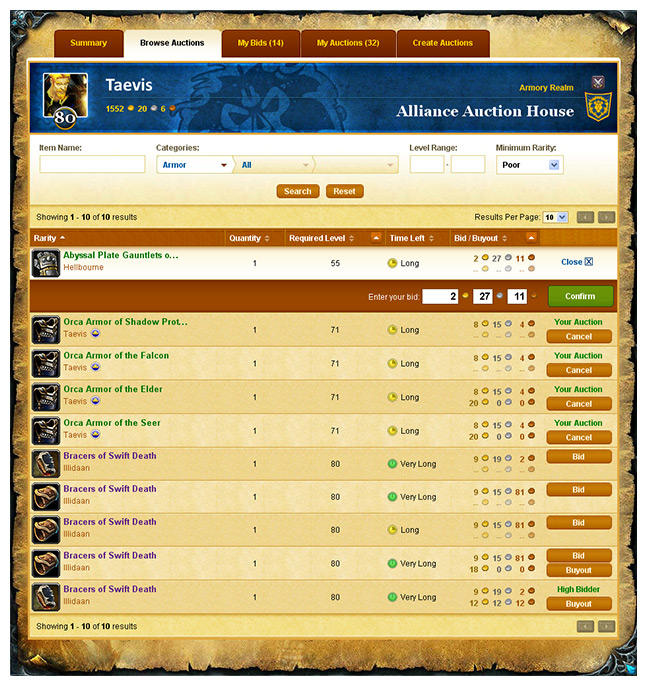 Summary Browse Auctions My Bids (14) My Auctions (32) Create Auctions
80
Taevis
1552 20 6
Armory Realm
Alliance Auction House
Item Name: Categories: Level Range: Minimum Rarity:
Armor All - Poor
Search Reset
Showing 1 - 10 of 10 results Results Per Page: 10
Rarity Quantity Required Level Time Left Bid / Buyout
Abyssal Plate Gauntlets o... 1 55 Long 2 27 11 Close
Hellbourne .. .. ..
Enter your bid: 2 27 11 Confirm
Orca Armor of Shadow Prot... 1 71 Long 8 15 4 Your Auction
Taevis .. .. .. Cancel
Orca Armor of the Falcon 1 71 Long 8 15 4 Your Auction
Taevis .. .. .. Cancel
Orca Armor of the Elder 1 71 Long 8 15 4 Your Auction
Taevis 20 0 0 Cancel
Orca Armor of the Seer 1 71 Long 8 15 4 Your Auction
Taevis 20 0 0 Cancel
Bracers of Swift Death 1 80 Very Long 9 19 2 Bid
Illidaan .. .. ..
Bracers of Swift Death 1 80 Very Long 9 15 81 Bid
Illidaan .. .. ..
Bracers of Swift Death 1 80 Long 9 15 81 Bid
Illidaan .. .. ..
Bracers of Swift Death 1 80 Very Long 9 15 81 Bid
Illidaan 18 0 0 Buyout
Bracers of Swift Death 1 80 Very Long 9 19 2 High Bidder
Illidaan 12 12 12 Buyout
Showing 1 - 10 of 10 results